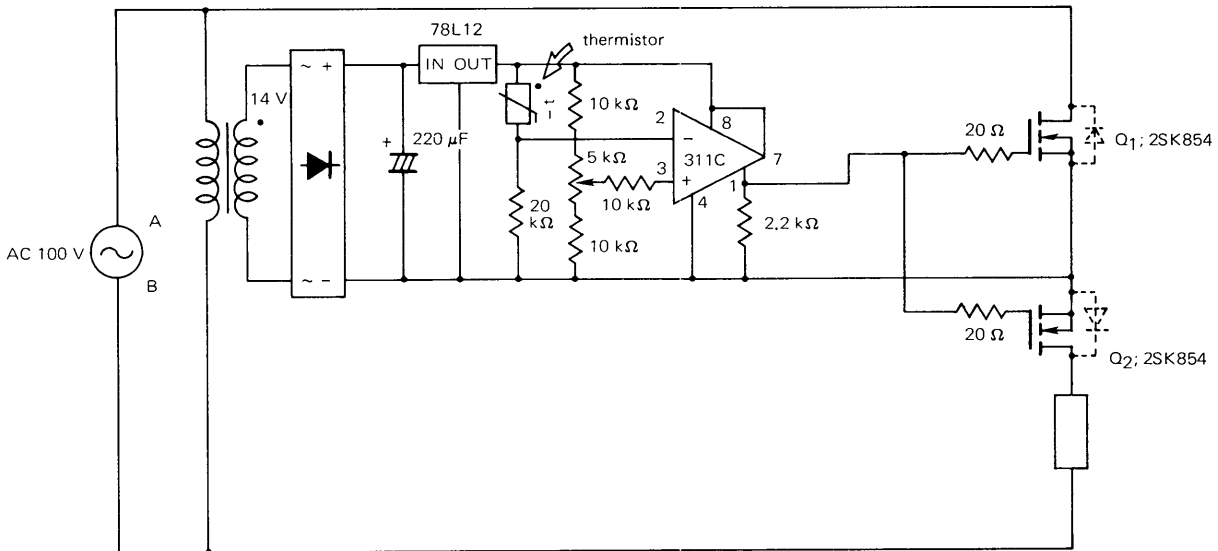 78L12
IN OUT
thermistor
14 V
-t
10 kΩ
2
8
+
220 μF
−
5 kΩ
3
311C
7
+
1
4
10 kΩ
20
kΩ
10 kΩ
2.2 kΩ
20 Ω
Q1; 2SK854
AC 100 V
A
B
~ +
~ −
20 Ω
Q2; 2SK854